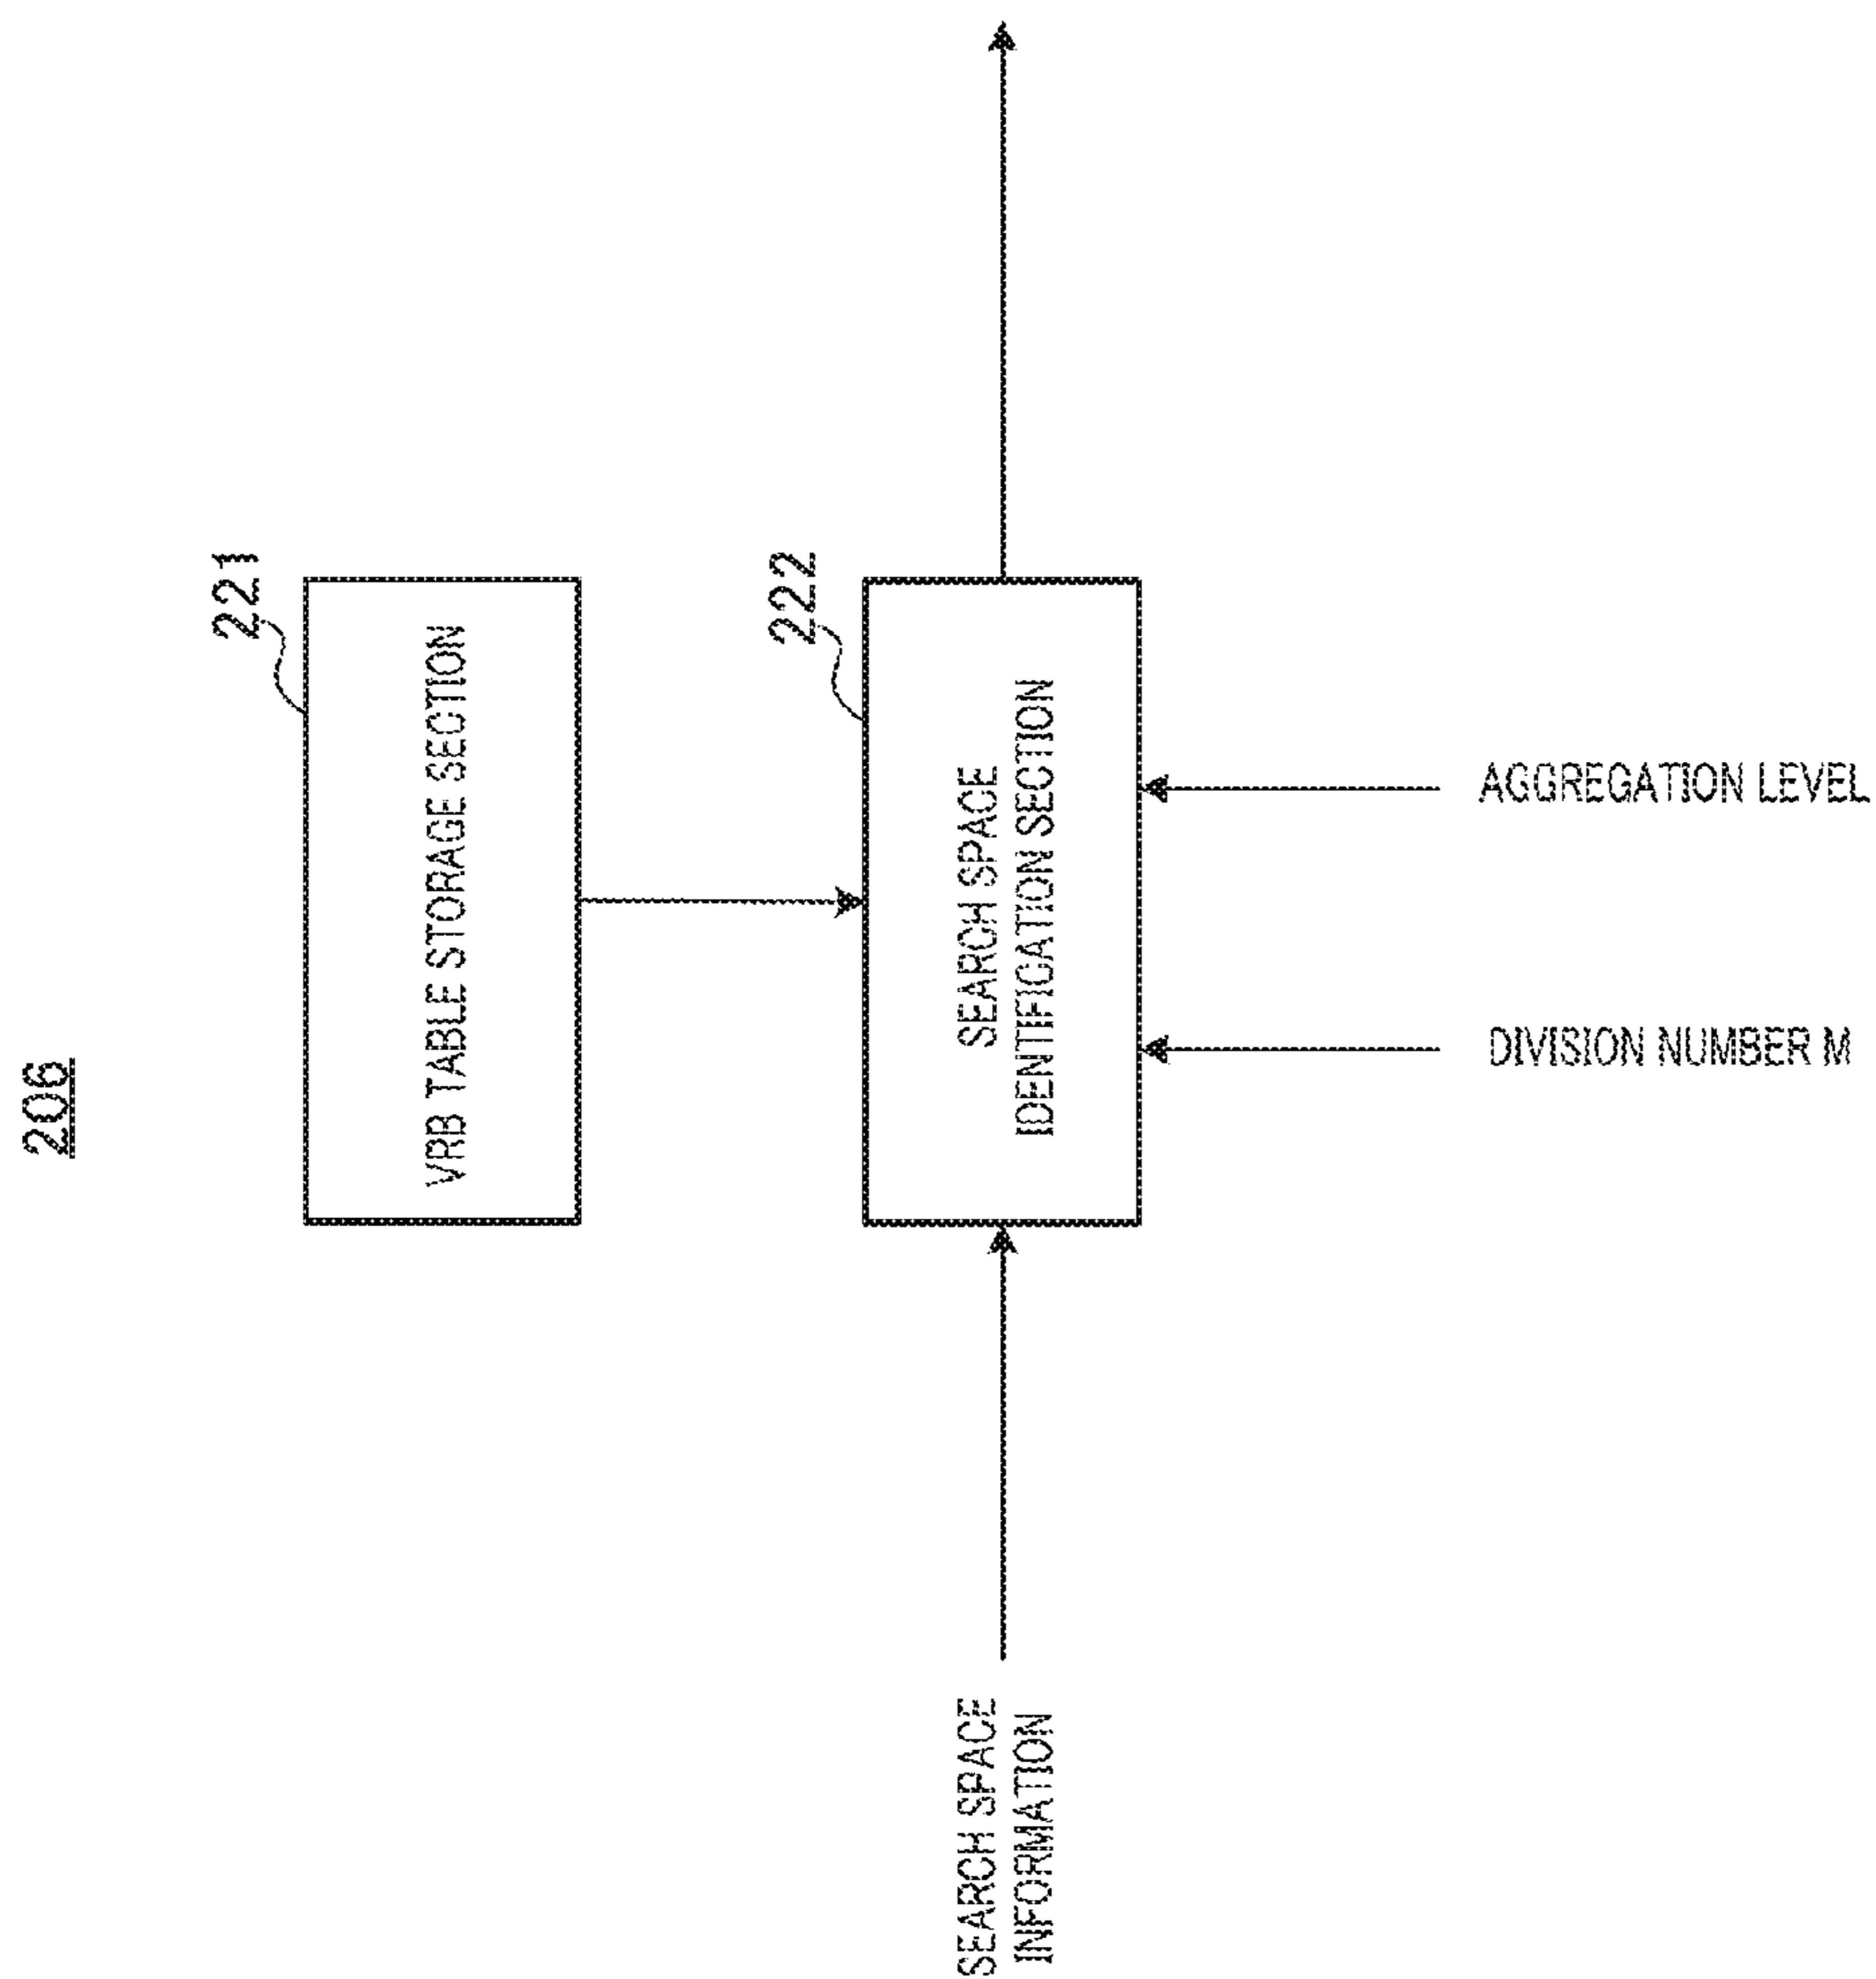 206
221
VRB TABLE STORAGE SECTION
222
SEARCH SPACE
IDENTIFICATION SECTION
SEARCH SPACE
INFORMATION
DIVISION NUMBER M
AGGREGATION LEVEL